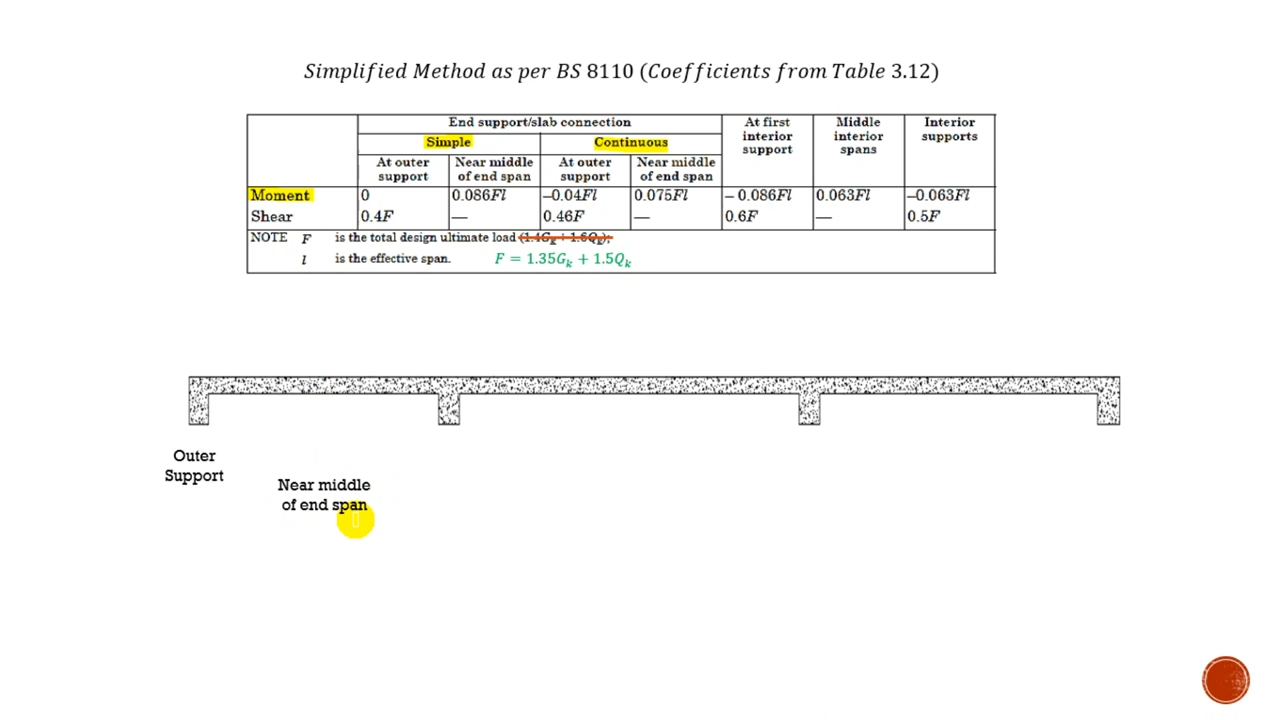 Simplified Method as per BS 8110 (Coefficients from Table 3.12)
End support/slab connection
At first interior support
Middle interior spans
Interior supports
Simple
Continuous
At outer support
Near middle of end span
At outer support
Near middle of end span
Moment 0 0.086Fl –0.04Fl 0.075Fl – 0.086Fl 0.063Fl –0.063Fl
Shear 0.4F — 0.46F — 0.6F — 0.5F
NOTE F is the total design ultimate load (1.4Gk + 1.6Qk);
l is the effective span. F = 1.35Gk + 1.5Qk
Outer
Support
Near middle
of end span